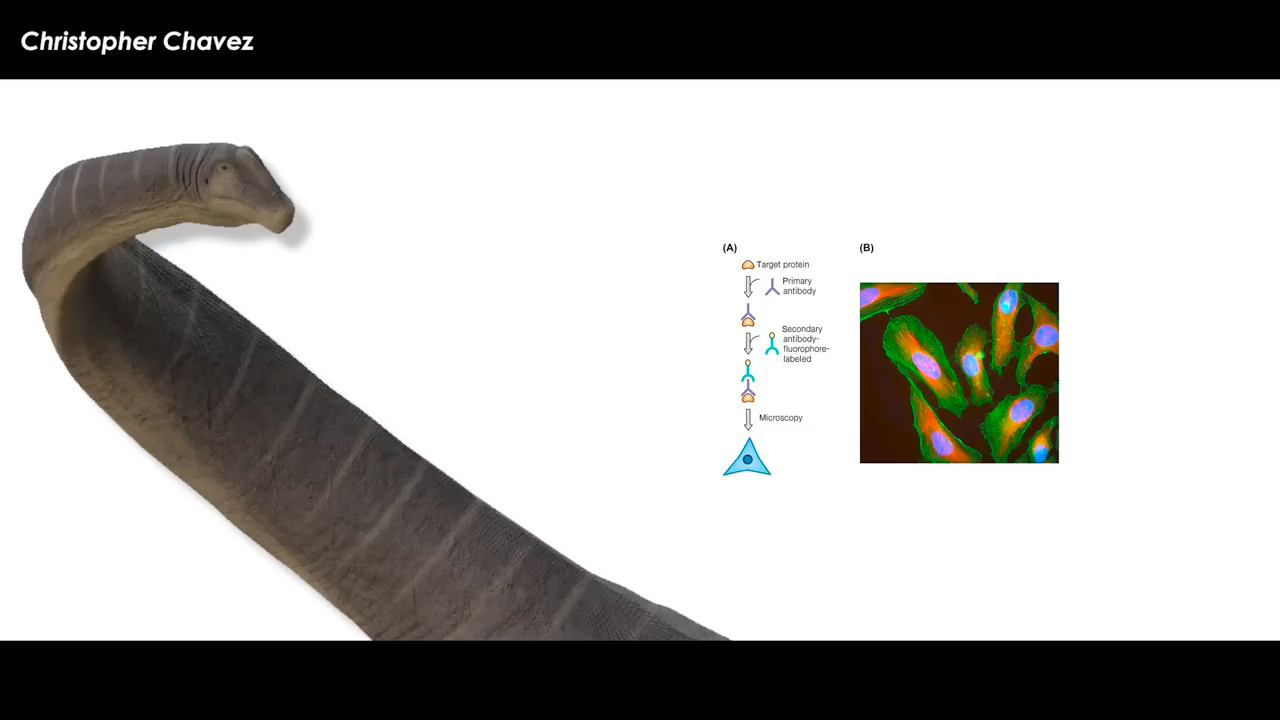 Christopher Chavez
(A)
(B)
Target protein
Primary
antibody
Secondary
antibody-
fluorophore-
labeled
Microscopy